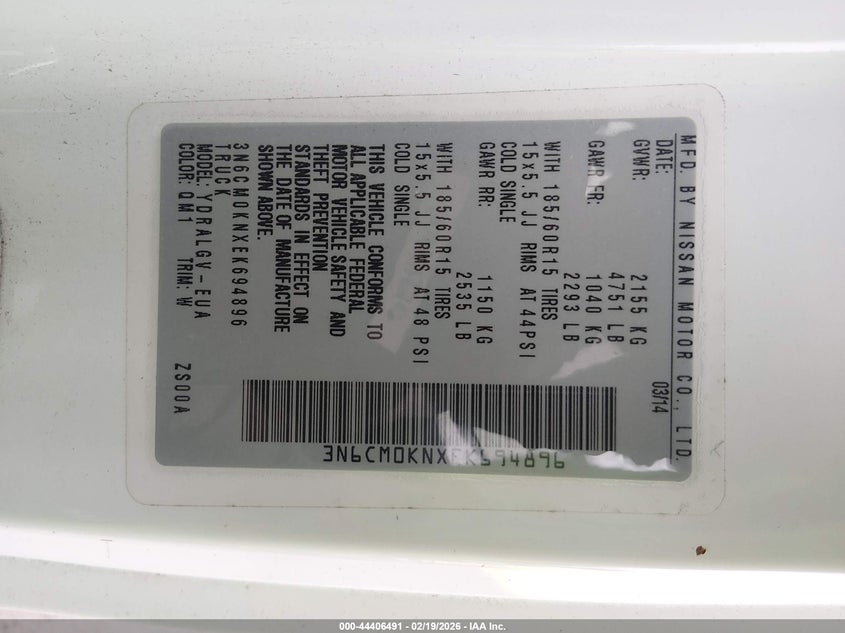 MFD. BY NISSAN MOTOR CO., LTD.
DATE: 03/14
GVWR: 2155 KG
4751 LB
GAWR FR: 1040 KG
2293 LB
WITH 185/60R15 TIRES
15x5.5 JJ RIMS AT 44PSI
COLD SINGLE
GAWR RR: 1150 KG
2535 LB
WITH 185/60R15 TIRES
15x5.5 JJ RIMS AT 48 PSI
COLD SINGLE
THIS VEHICLE CONFORMS TO
ALL APPLICABLE FEDERAL
MOTOR VEHICLE SAFETY AND
THEFT PREVENTION
STANDARDS IN EFFECT ON
THE DATE OF MANUFACTURE
SHOWN ABOVE.
3N6CM0KNXEK694896
TRUCK
MODEL: YDRALGV-EUA
COLOR: QM1 TRIM: W
ZS00A
3N6CM0KNXEK694896
000-44406491 - 02/19/2026 - IAA Inc.